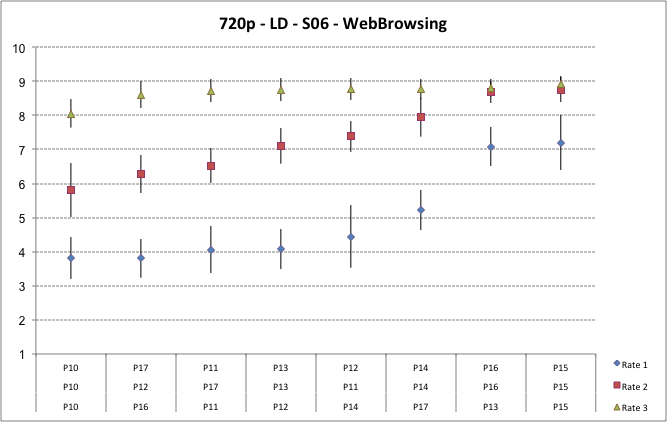 720p - LD - S06 - WebBrowsing
10
9
8
7
6
5
4
3
2
1
P10 P17 P11 P13 P12 P14 P16 P15
P10 P12 P17 P13 P11 P14 P16 P15
P10 P16 P11 P12 P14 P17 P13 P15
Rate 1
Rate 2
Rate 3